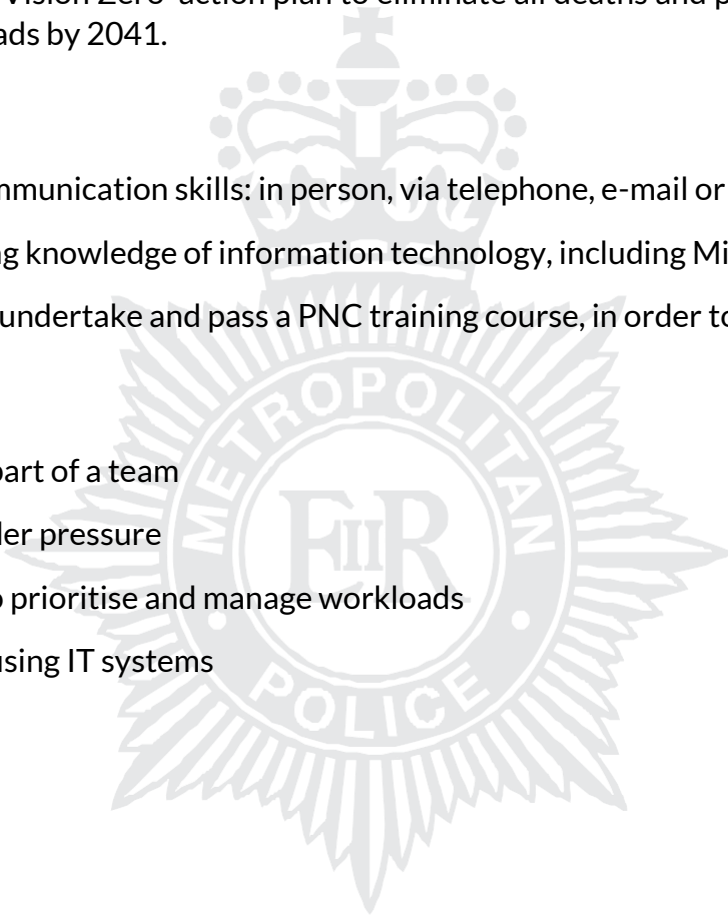 Vision Zero' action plan to eliminate all deaths and
ads by 2041.
mmunication skills: in person, via telephone, e-mail or
g knowledge of information technology, including Mi
undertake and pass a PNC training course, in order to
part of a team
der pressure
o prioritise and manage workloads
using IT systems
METROPOLITAN
EIIR
POLICE